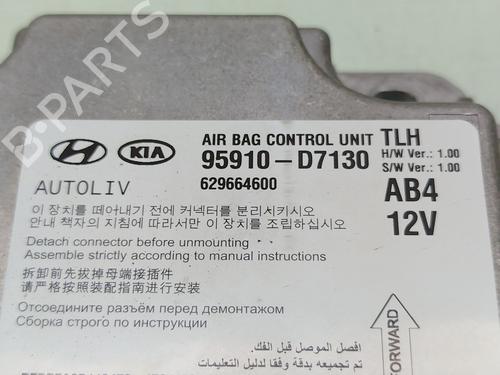 B-PARTS
AIR BAG CONTROL UNIT TLH
HYUNDAI KIA 95910-D7130 H/W Ver.: 1.00
S/W Ver.: 1.00
AUTOLIV 629664600 AB4
12V
이 장치를 떼어내기 전에 커넥터를 분리시키시오
안내 책자의 지침에 따라서만 이 장치를 조립하십시오
Detach connector before unmounting
Assemble strictly according to manual instructions
拆卸前先拔掉母端接插件
请严格按照装配指南进行安装
Отсоедините разъём перед демонтажом
Сборка строго по инструкции
افصل الموصل قبل الفك.
تم تجميعه بدقة وفقا لدليل التعليمات
FORWARD